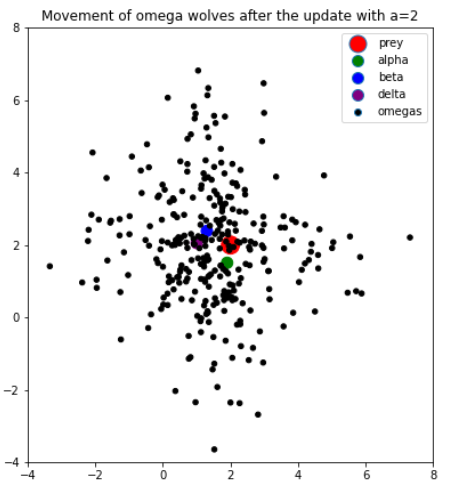 Movement of omega wolves after the update with a=2
8
prey
alpha
beta
delta
omegas
6
4
2
0
−2
−4
−4 −2 0 2 4 6 8